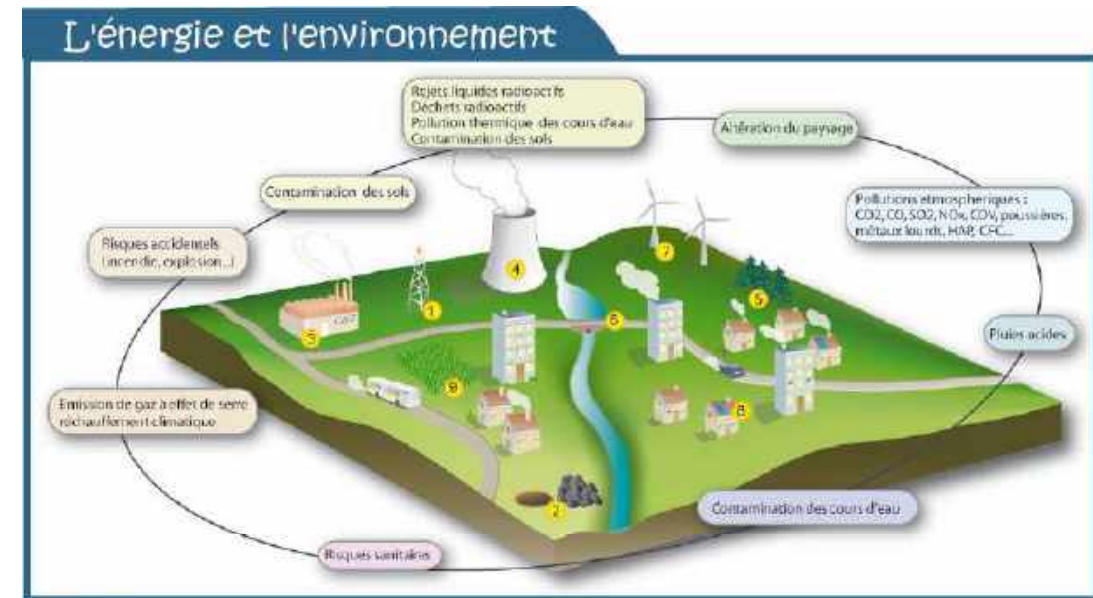 L'énergie et l'environnement
Rejets liquides radioactifs
Déchets radioactifs
Pollution thermique des cours d'eau
Contamination des sols
Altération du paysage
Contamination des sols
Pollutions atmospheriques :
CO2, CO, SO2, NOx, COV, poussières,
métaux lourds, HAP, CFC...
Risques accidentels
(incendie, explosion...)
7
4
5
1
GAZ
3
6
Pluies acides
9
8
Emission de gaz à effet de serre
réchauffement climatique
2
Contamination des cours d'eau
Risques sanitaires